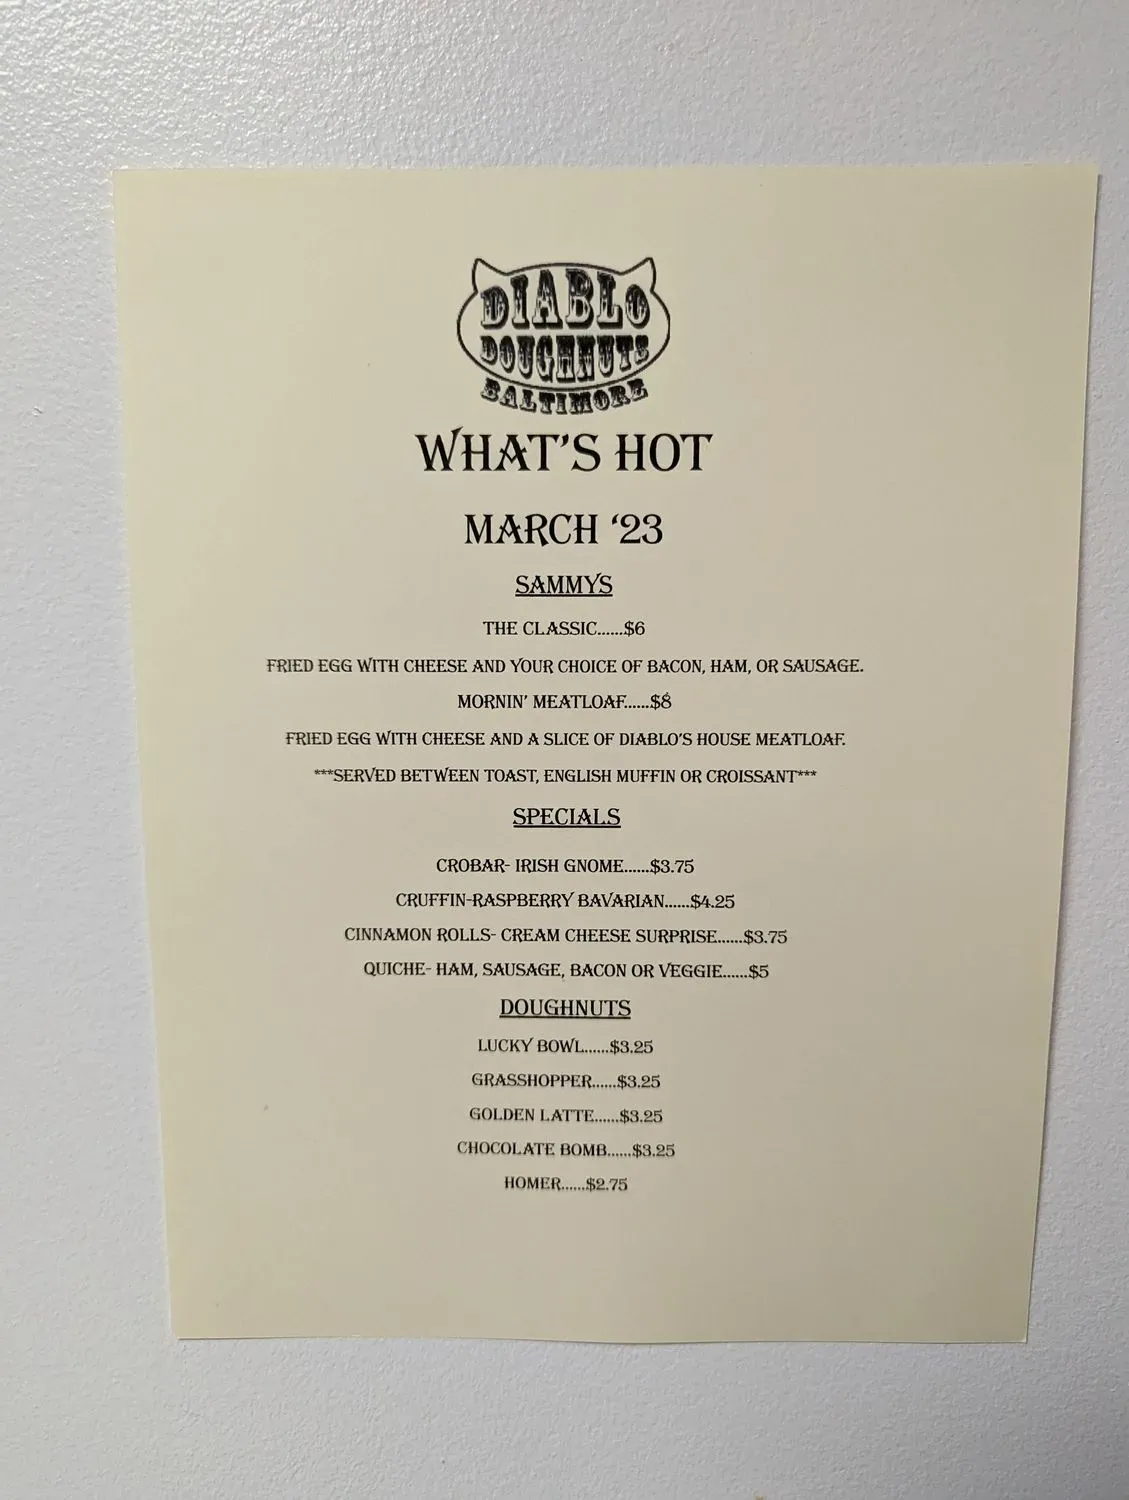 DIABLO
DOUGHNUTS
BALTIMORE
WHAT'S HOT
MARCH '23
SAMMYS
THE CLASSIC......$6
FRIED EGG WITH CHEESE AND YOUR CHOICE OF BACON, HAM, OR SAUSAGE.
MORNIN' MEATLOAF......$8
FRIED EGG WITH CHEESE AND A SLICE OF DIABLO'S HOUSE MEATLOAF.
***SERVED BETWEEN TOAST, ENGLISH MUFFIN OR CROISSANT***
SPECIALS
CROBAR- IRISH GNOME......$3.75
CRUFFIN-RASPBERRY BAVARIAN......$4.25
CINNAMON ROLLS- CREAM CHEESE SURPRISE......$3.75
QUICHE- HAM, SAUSAGE, BACON OR VEGGIE......$5
DOUGHNUTS
LUCKY BOWL......$3.25
GRASSHOPPER......$3.25
GOLDEN LATTE......$3.25
CHOCOLATE BOMB......$3.25
HOMER......$2.75